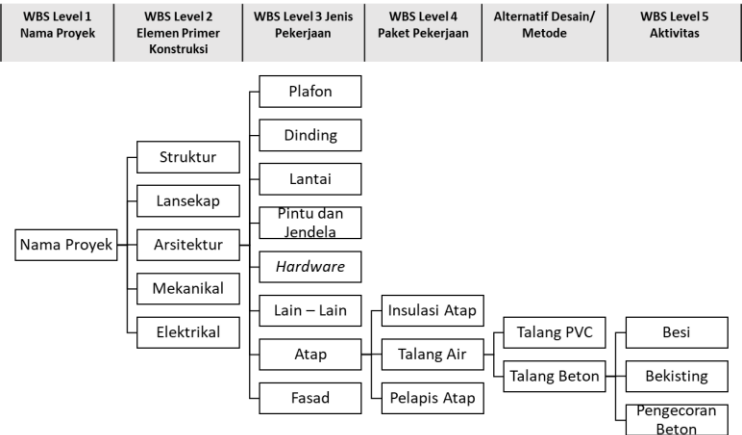 WBS Level 1
Nama Proyek
WBS Level 2
Elemen Primer
Konstruksi
WBS Level 3 Jenis
Pekerjaan
WBS Level 4
Paket Pekerjaan
Alternatif Desain/
Metode
WBS Level 5
Aktivitas
Nama Proyek
Struktur
Lansekap
Arsitektur
Mekanikal
Elektrikal
Plafon
Dinding
Lantai
Pintu dan
Jendela
Hardware
Lain – Lain
Atap
Fasad
Insulasi Atap
Talang Air
Pelapis Atap
Talang PVC
Talang Beton
Besi
Bekisting
Pengecoran
Beton